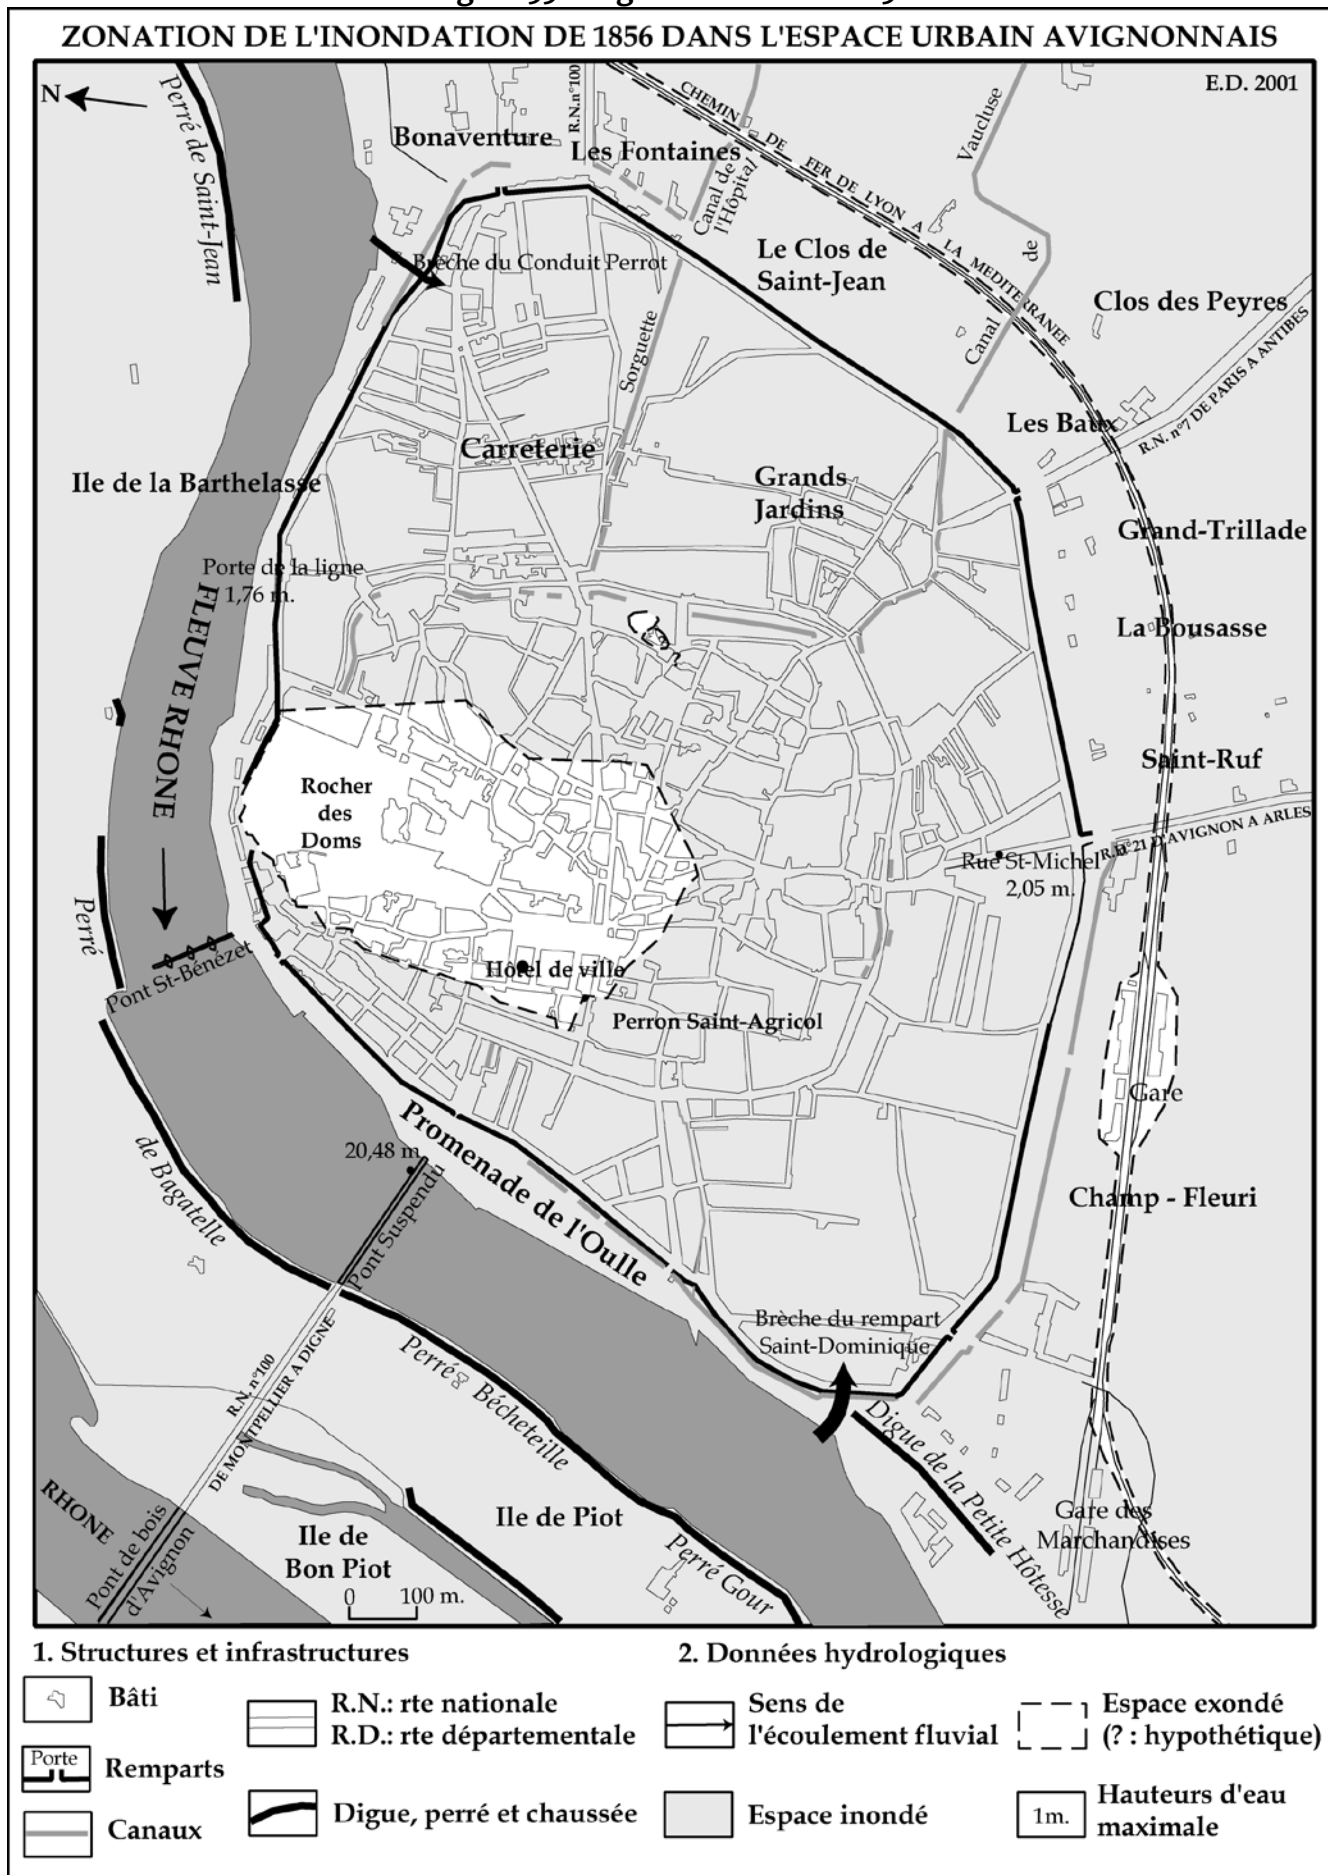 ZONATION DE L'INONDATION DE 1856 DANS L'ESPACE URBAIN AVIGNONNAIS
E.D. 2001
N
Perré de Saint-Jean
Bonaventure
R.N.n°100
Les Fontaines
Canal de
l'Hôpital
CHEMIN DE FER DE LYON A LA MEDITERRANEE
Vaucluse
de
Canal
Brèche du Conduit Perrot
Le Clos de
Saint-Jean
Clos des Peyres
R.N. n°7 DE PARIS A ANTIBES
Sorguette
Les Baux
Carreterie
Ile de la Barthelasse
Grands
Jardins
Grand-Trillade
Porte de la ligne
1,76 m.
FLEUVE RHONE
La Bousasse
Saint-Ruf
Rocher
des
Doms
R.n°21 D'AVIGNON A ARLES
Rue St-Michel
2,05 m.
Perré
Pont St-Bénézet
Hôtel de ville
Perron Saint-Agricol
Gare
Promenade de l'Oulle
20,48 m
de Bagatelle
Pont Suspendu
Champ - Fleuri
Brèche du rempart
Saint-Dominique
R.N. n°100
DE MONTPELLIER A DIGNE
Perré Bécheteille
Digue de la Petite Hôtesse
RHONE
Pont de bois
d'Avignon
Ile de
Bon Piot
Ile de Piot
Perré Gour
Gare des
Marchandises
0 100 m.
1. Structures et infrastructures
2. Données hydrologiques
Bâti
R.N.: rte nationale
R.D.: rte départementale
Sens de
l'écoulement fluvial
Espace exondé
(? : hypothétique)
Porte
Remparts
Canaux
Digue, perré et chaussée
Espace inondé
1m.
Hauteurs d'eau
maximale